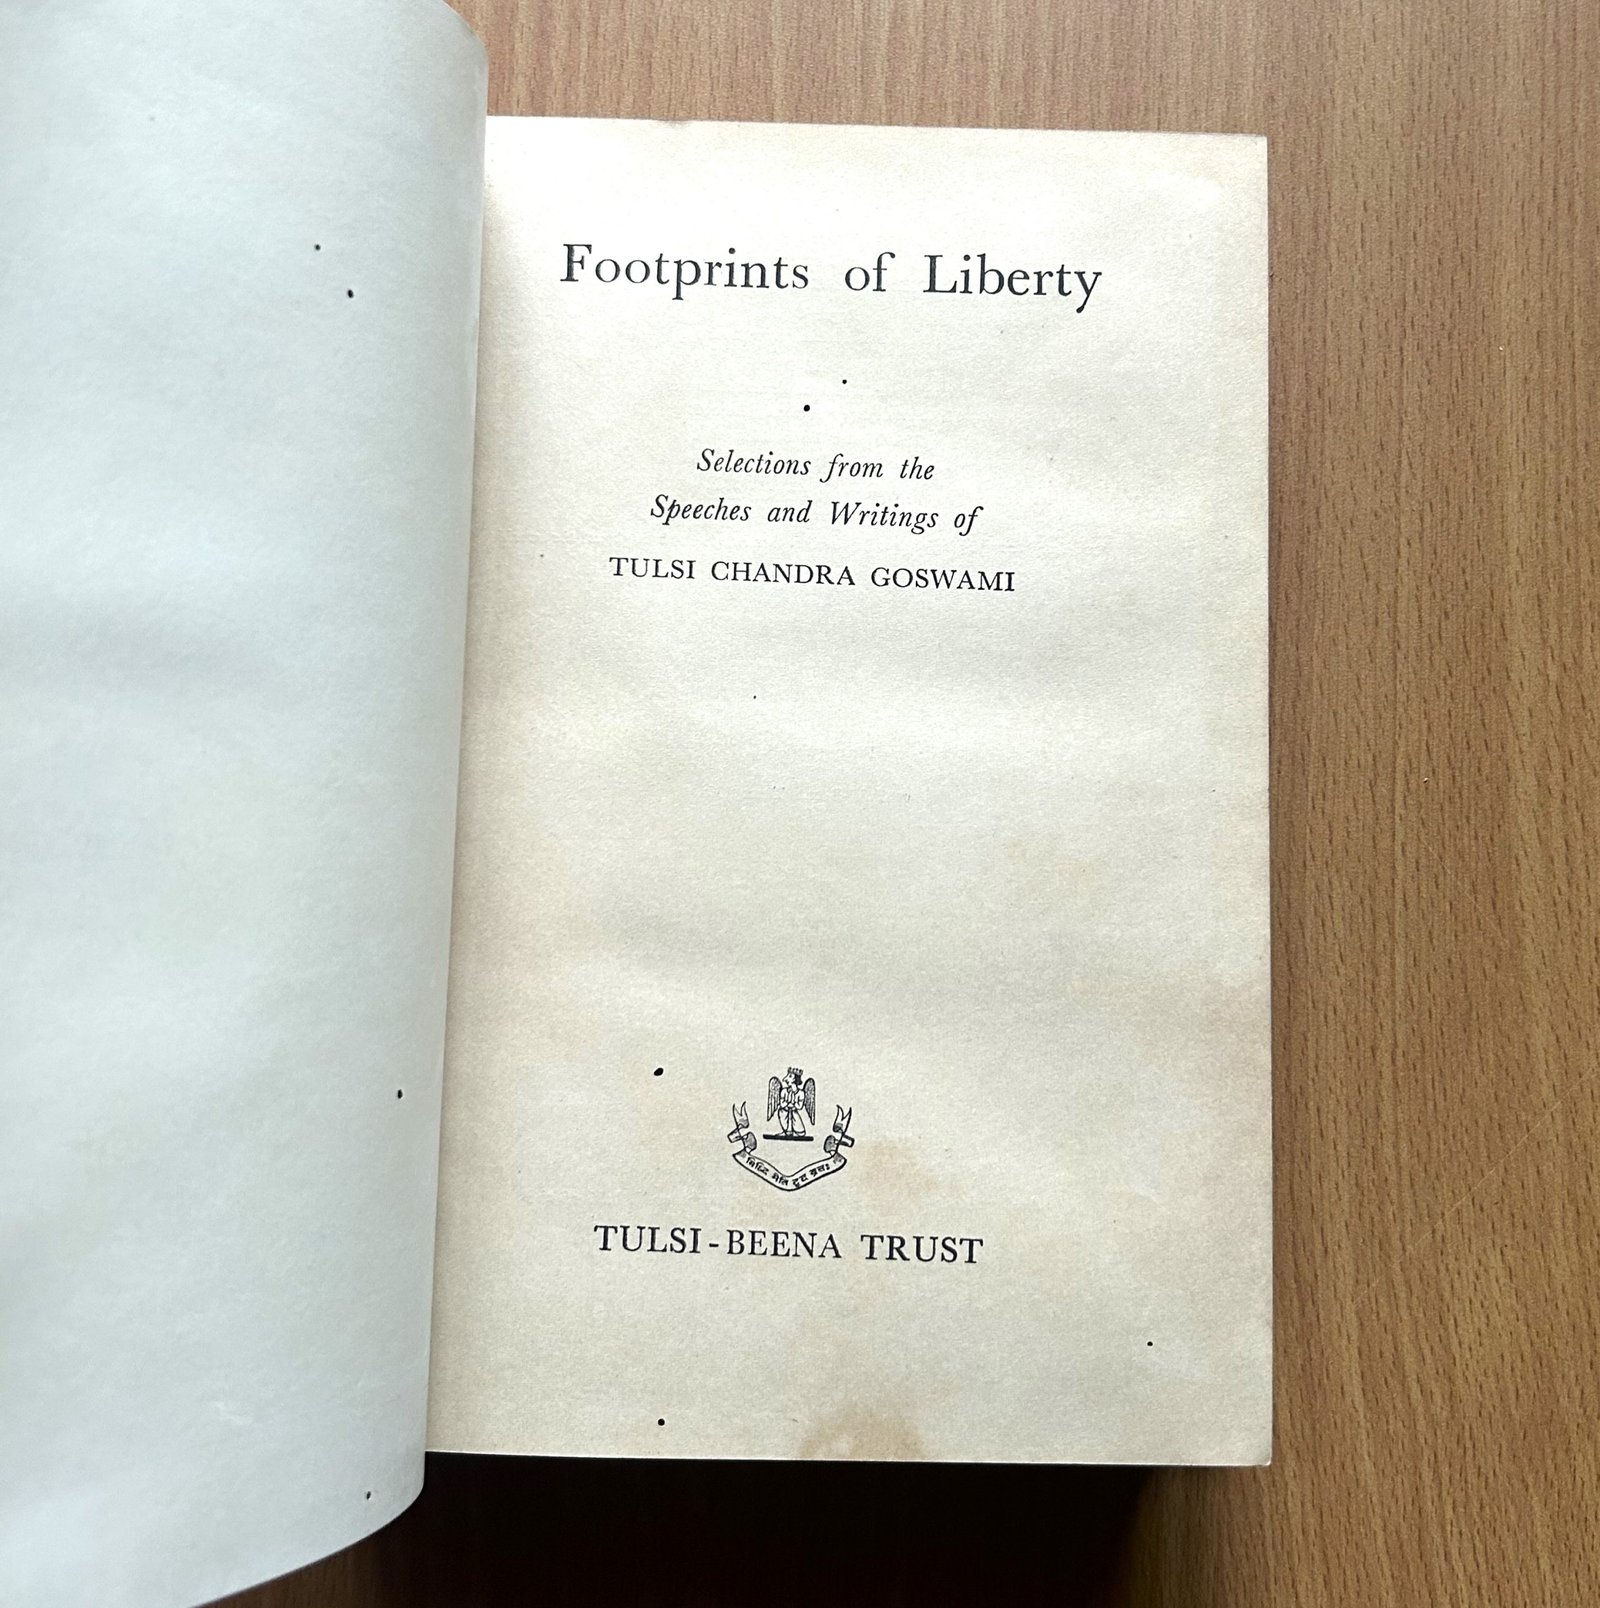 Footprints of Liberty
Selections from the
Speeches and Writings of
TULSI CHANDRA GOSWAMI
TULSI-BEENA TRUST